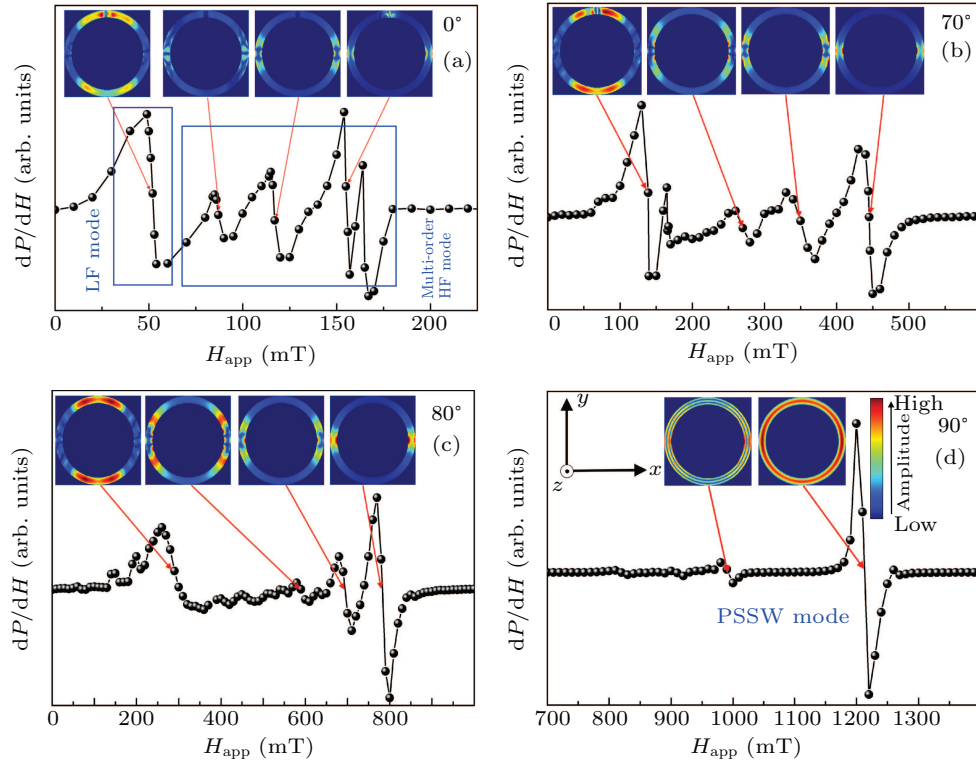 0°
(a)
dP/dH (arb. units)
LF mode
Multi-order
HF mode
0 50 100 150 200
H_app (mT)
70°
(b)
dP/dH (arb. units)
0 100 200 300 400 500
H_app (mT)
80°
(c)
dP/dH (arb. units)
0 200 400 600 800
H_app (mT)
y
x
z
High
Amplitude
Low
90°
(d)
dP/dH (arb. units)
PSSW mode
700 800 900 1000 1100 1200 1300
H_app (mT)